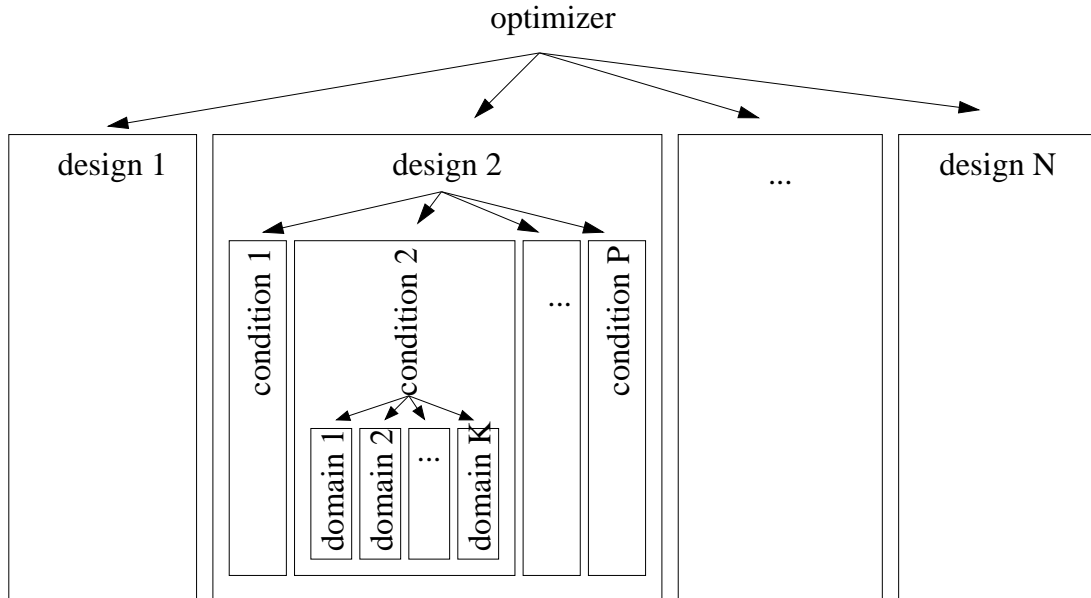 optimizer
design 1
design 2
...
design N
condition 1
condition 2
...
condition P
domain 1
domain 2
...
domain K